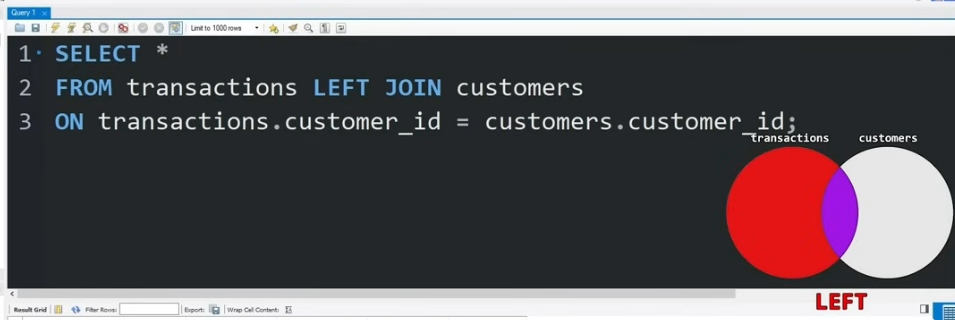 Query 1
Limit to 1000 rows
1 SELECT *
2 FROM transactions LEFT JOIN customers
3 ON transactions.customer_id = customers.customer_id;
transactions customers
LEFT
Result Grid Filter Rows: Export: Wrap Cell Content: